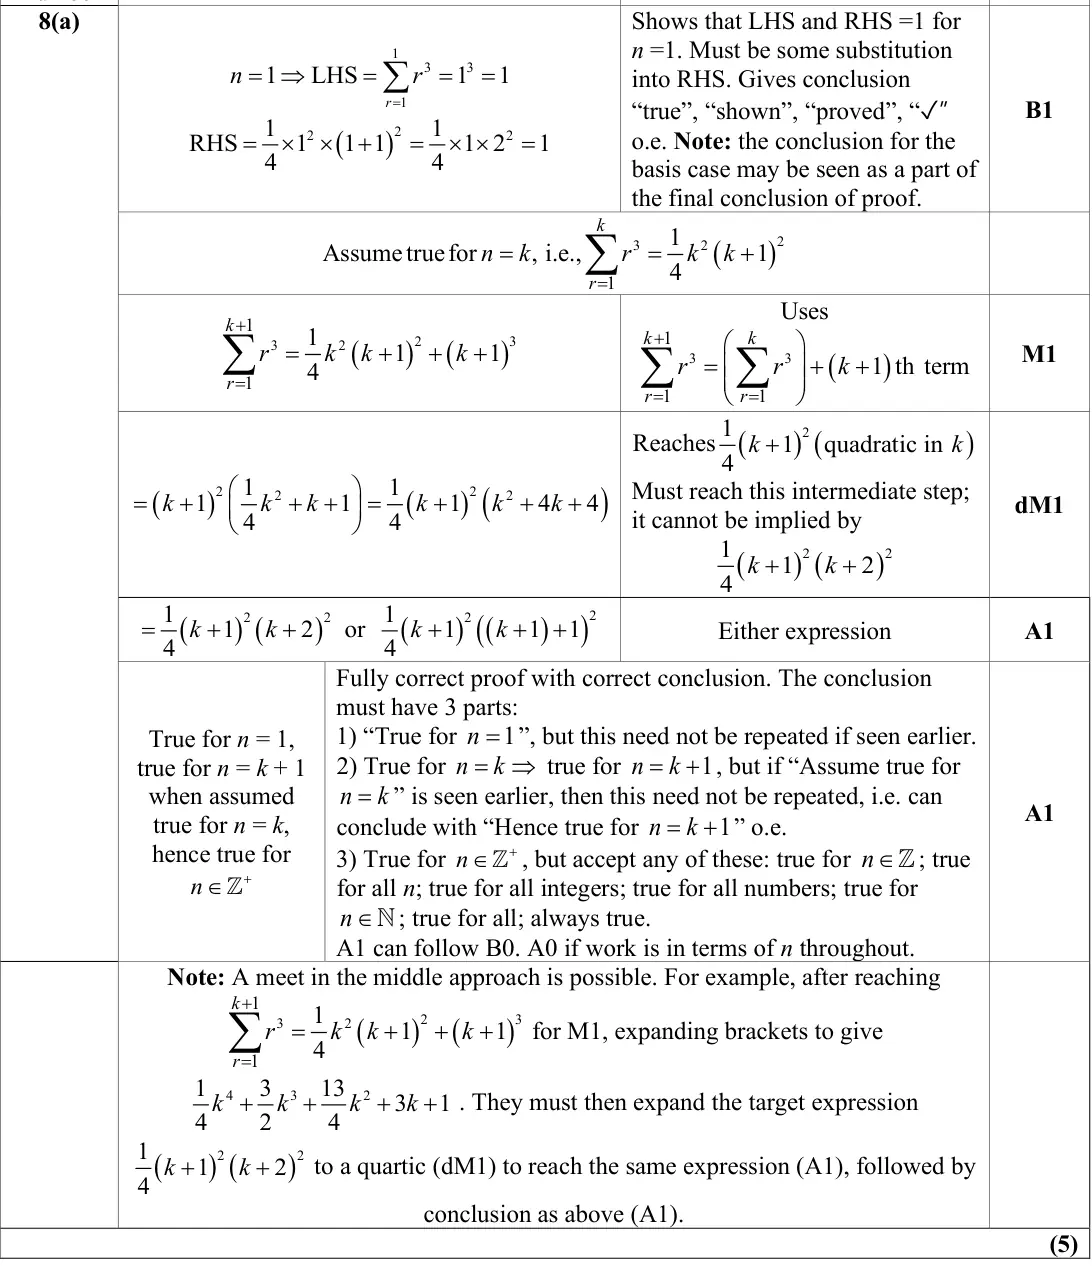 8(a)
n = 1 ⇒ LHS = ∑_{r=1}^{1} r³ = 1³ = 1
RHS = 1/4 × 1² × (1 + 1)² = 1/4 × 1 × 2² = 1
Shows that LHS and RHS =1 for
n =1. Must be some substitution
into RHS. Gives conclusion
“true”, “shown”, “proved”, “✓”
o.e. Note: the conclusion for the
basis case may be seen as a part of
the final conclusion of proof.
B1
Assume true for n = k, i.e., ∑_{r=1}^{k} r³ = 1/4 k² (k + 1)²
∑_{r=1}^{k+1} r³ = 1/4 k² (k + 1)² + (k + 1)³
Uses
∑_{r=1}^{k+1} r³ = (∑_{r=1}^{k} r³) + (k + 1) th term
M1
= (k + 1)² (1/4 k² + k + 1) = 1/4 (k + 1)² (k² + 4k + 4)
Reaches 1/4 (k + 1)² (quadratic in k)
Must reach this intermediate step;
it cannot be implied by
1/4 (k + 1)² (k + 2)²
dM1
= 1/4 (k + 1)² (k + 2)² or 1/4 (k + 1)² ((k + 1) + 1)²
Either expression
A1
True for n = 1,
true for n = k + 1
when assumed
true for n = k,
hence true for
n ∈ ℤ⁺
Fully correct proof with correct conclusion. The conclusion
must have 3 parts:
1) “True for n = 1”, but this need not be repeated if seen earlier.
2) True for n = k ⇒ true for n = k + 1, but if “Assume true for
n = k” is seen earlier, then this need not be repeated, i.e. can
conclude with “Hence true for n = k + 1” o.e.
3) True for n ∈ ℤ⁺, but accept any of these: true for n ∈ ℤ; true
for all n; true for all integers; true for all numbers; true for
n ∈ ℕ; true for all; always true.
A1 can follow B0. A0 if work is in terms of n throughout.
A1
Note: A meet in the middle approach is possible. For example, after reaching
∑_{r=1}^{k+1} r³ = 1/4 k² (k + 1)² + (k + 1)³ for M1, expanding brackets to give
1/4 k⁴ + 3/2 k³ + 13/4 k² + 3k + 1 . They must then expand the target expression
1/4 (k + 1)² (k + 2)² to a quartic (dM1) to reach the same expression (A1), followed by
conclusion as above (A1).
(5)